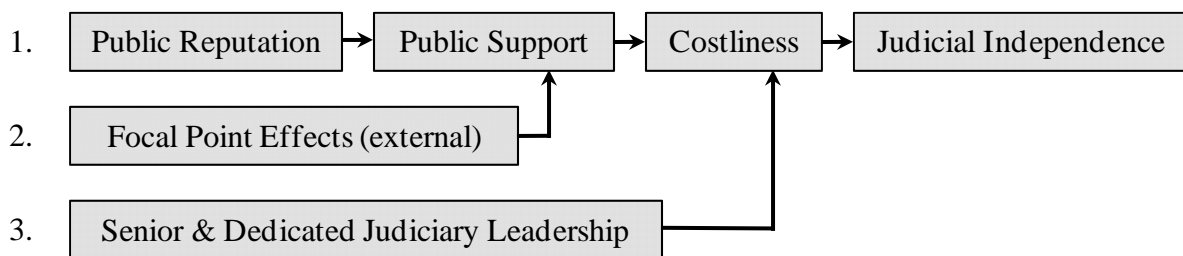 1. Public Reputation Public Support Costliness Judicial Independence
2. Focal Point Effects (external)
3. Senior & Dedicated Judiciary Leadership